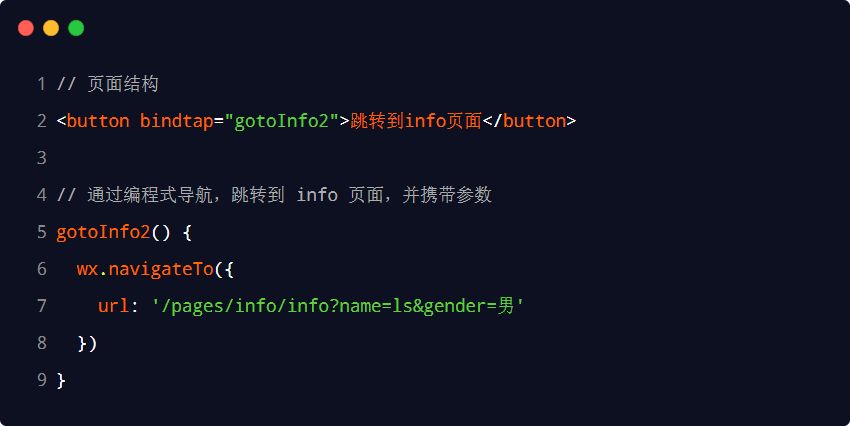 1 // 页面结构
2 <button bindtap="gotoInfo2">跳转到info页面</button>
3
4 // 通过编程式导航，跳转到 info 页面，并携带参数
5 gotoInfo2() {
6   wx.navigateTo({
7     url: '/pages/info/info?name=ls&gender=男'
8   })
9 }